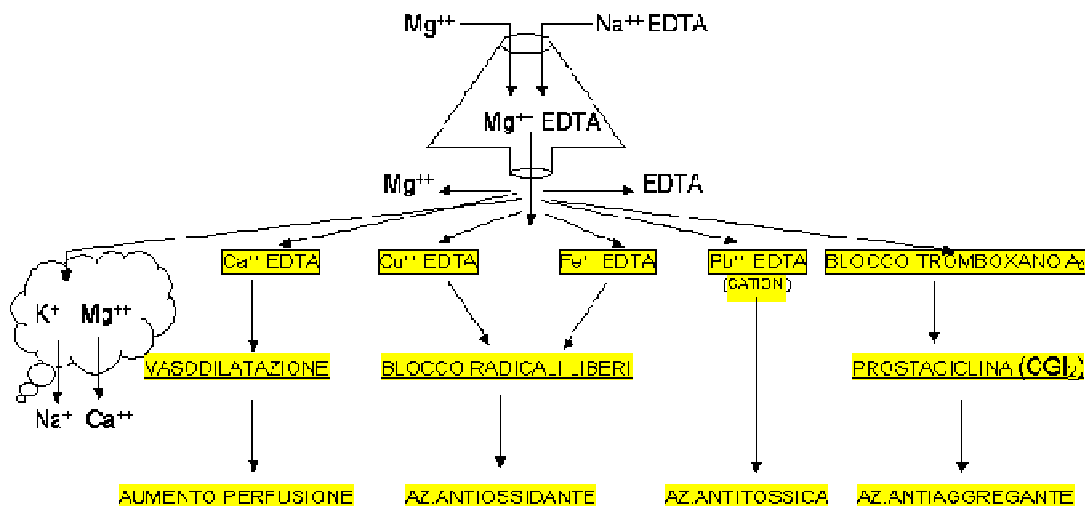 Mg⁺⁺ Na⁺⁺ EDTA
Mg⁺⁺ EDTA
Mg⁺⁺ EDTA
Ca⁺⁺ EDTA Cu⁺⁺ EDTA Fe⁺⁺ EDTA Pb⁺⁺ EDTA BLOCCO TROMBOXANO A₂
(CATION)
K⁺ Mg⁺⁺
VASODILATAZIONE BLOCCO RADICALI LIBERI PROSTACICLINA (CGI₂)
Na⁺ Ca⁺⁺
AUMENTO PERFUSIONE AZ.ANTIOSSIDANTE AZ.ANTITOSSICA AZ.ANTIAGGREGANTE